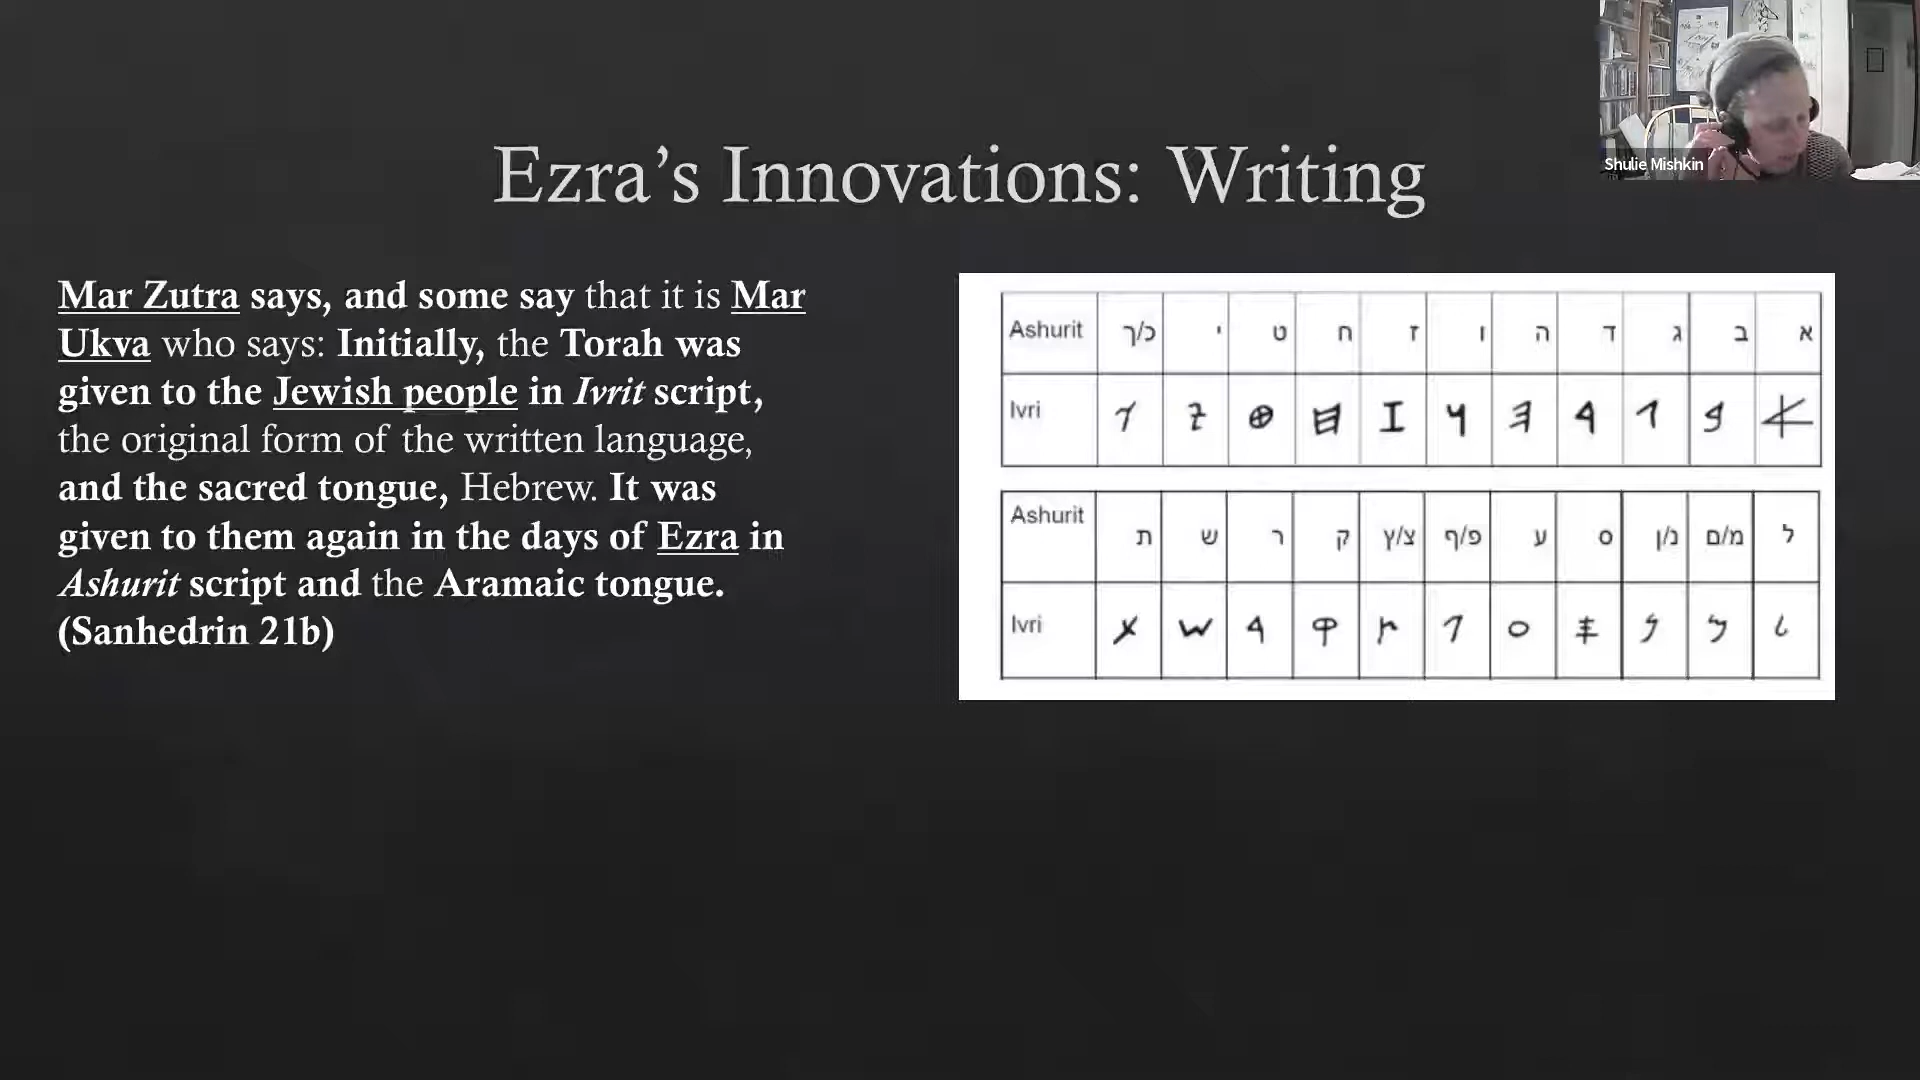 Shulie Mishkin
Ezra’s Innovations: Writing
Mar Zutra says, and some say that it is Mar
Ukva who says: Initially, the Torah was
given to the Jewish people in Ivrit script,
the original form of the written language,
and the sacred tongue, Hebrew. It was
given to them again in the days of Ezra in
Ashurit script and the Aramaic tongue.
(Sanhedrin 21b)
Ashurit א ב ג ד ה ו ז ח ט י כ/ך
Ivri 𐤀 𐤁 𐤂 𐤃 𐤄 𐤅 𐤆 𐤇 𐤈 𐤉 𐤊
Ashurit ל מ/ם נ/ן ס ע פ/ף צ/ץ ק ר ש ת
Ivri 𐤋 𐤌 𐤍 𐤎 𐤏 𐤐 𐤑 𐤒 𐤓 𐤔 𐤕